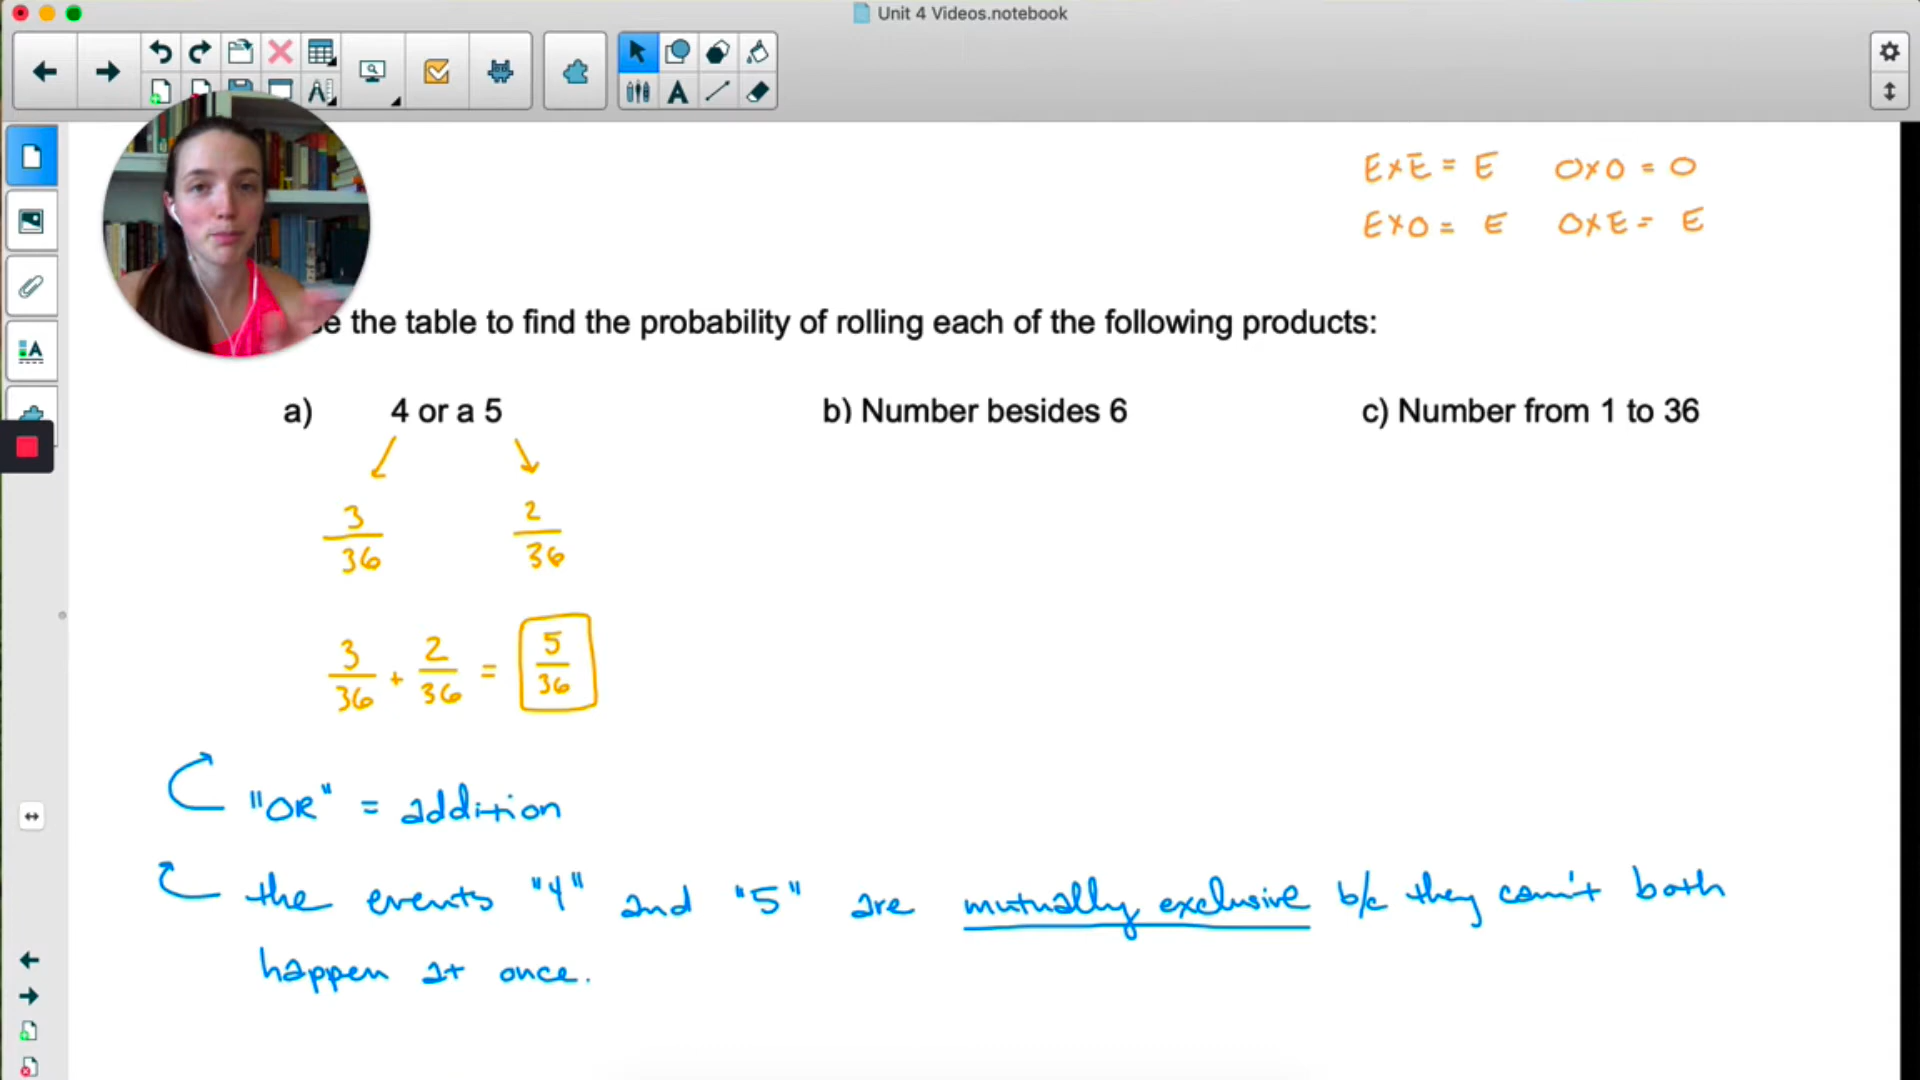 Unit 4 Videos.notebook
E×E = E O×O = O
E×O = E O×E = E
e the table to find the probability of rolling each of the following products:
a) 4 or a 5 b) Number besides 6 c) Number from 1 to 36
3/36 2/36
3/36 + 2/36 = 5/36
"OR" = addition
the events "4" and "5" are mutually exclusive b/c they can't both
happen at once.